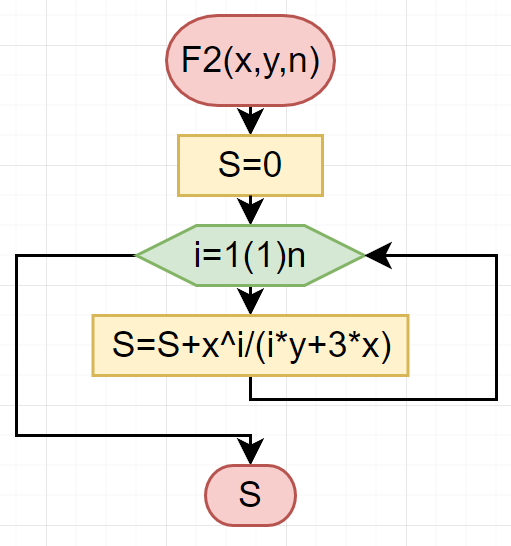 F2(x,y,n)
S=0
i=1(1)n
S=S+x^i/(i*y+3*x)
S